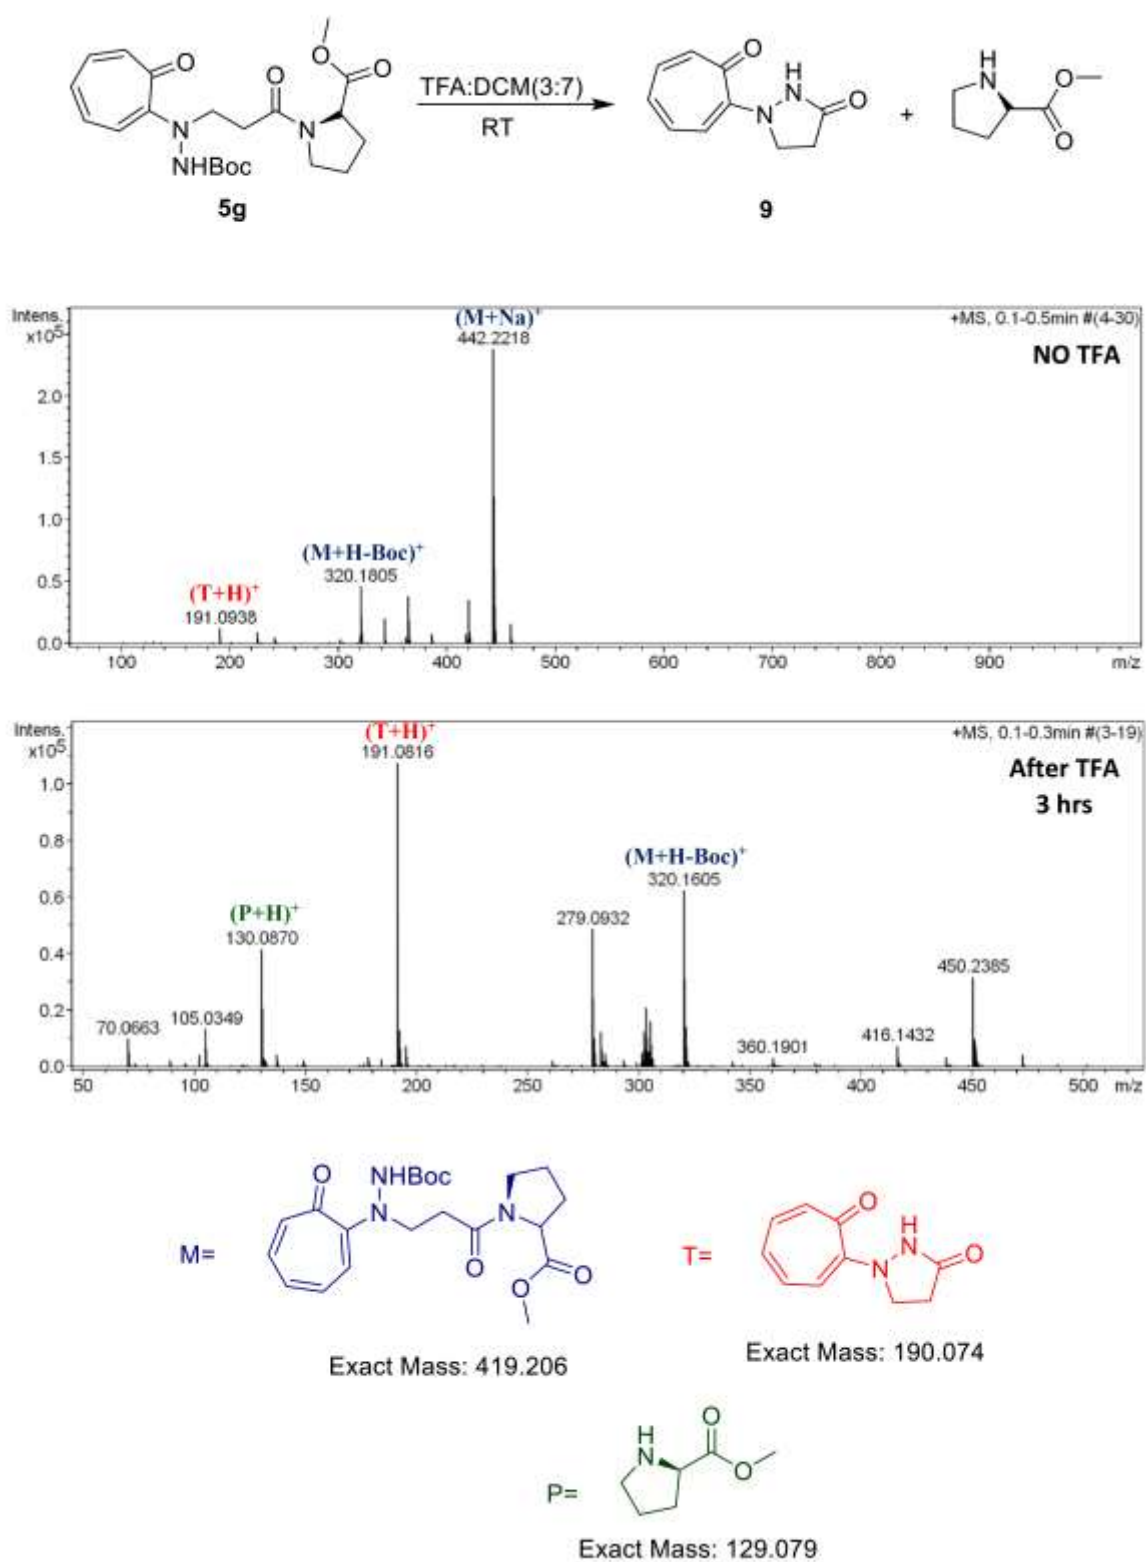 O
O
O
O
N
N
NHBoc
5g
TFA:DCM(3:7)
RT
O
H
N
NH
O
9
+
H
N
O
O
Intens.
x10⁵
(M+Na)⁺
442.2218
+MS, 0.1-0.5min #(4-30)
NO TFA
2.0
1.5
1.0
(M+H-Boc)⁺
320.1805
0.5
(T+H)⁺
191.0938
0.0
100 200 300 400 500 600 700 800 900 m/z
Intens.
x10⁵
(T+H)⁺
191.0816
+MS, 0.1-0.3min #(3-19)
After TFA
3 hrs
1.0
0.8
(M+H-Boc)⁺
320.1605
0.6
(P+H)⁺
130.0870
279.0932
0.4
450.2385
0.2
70.0663
105.0349
360.1901
416.1432
0.0
50 100 150 200 250 300 350 400 450 500 m/z
M=
O
NHBoc
N
N
O
O
O
Exact Mass: 419.206
T=
O
H
N
N
O
Exact Mass: 190.074
P=
H
N
O
O
Exact Mass: 129.079